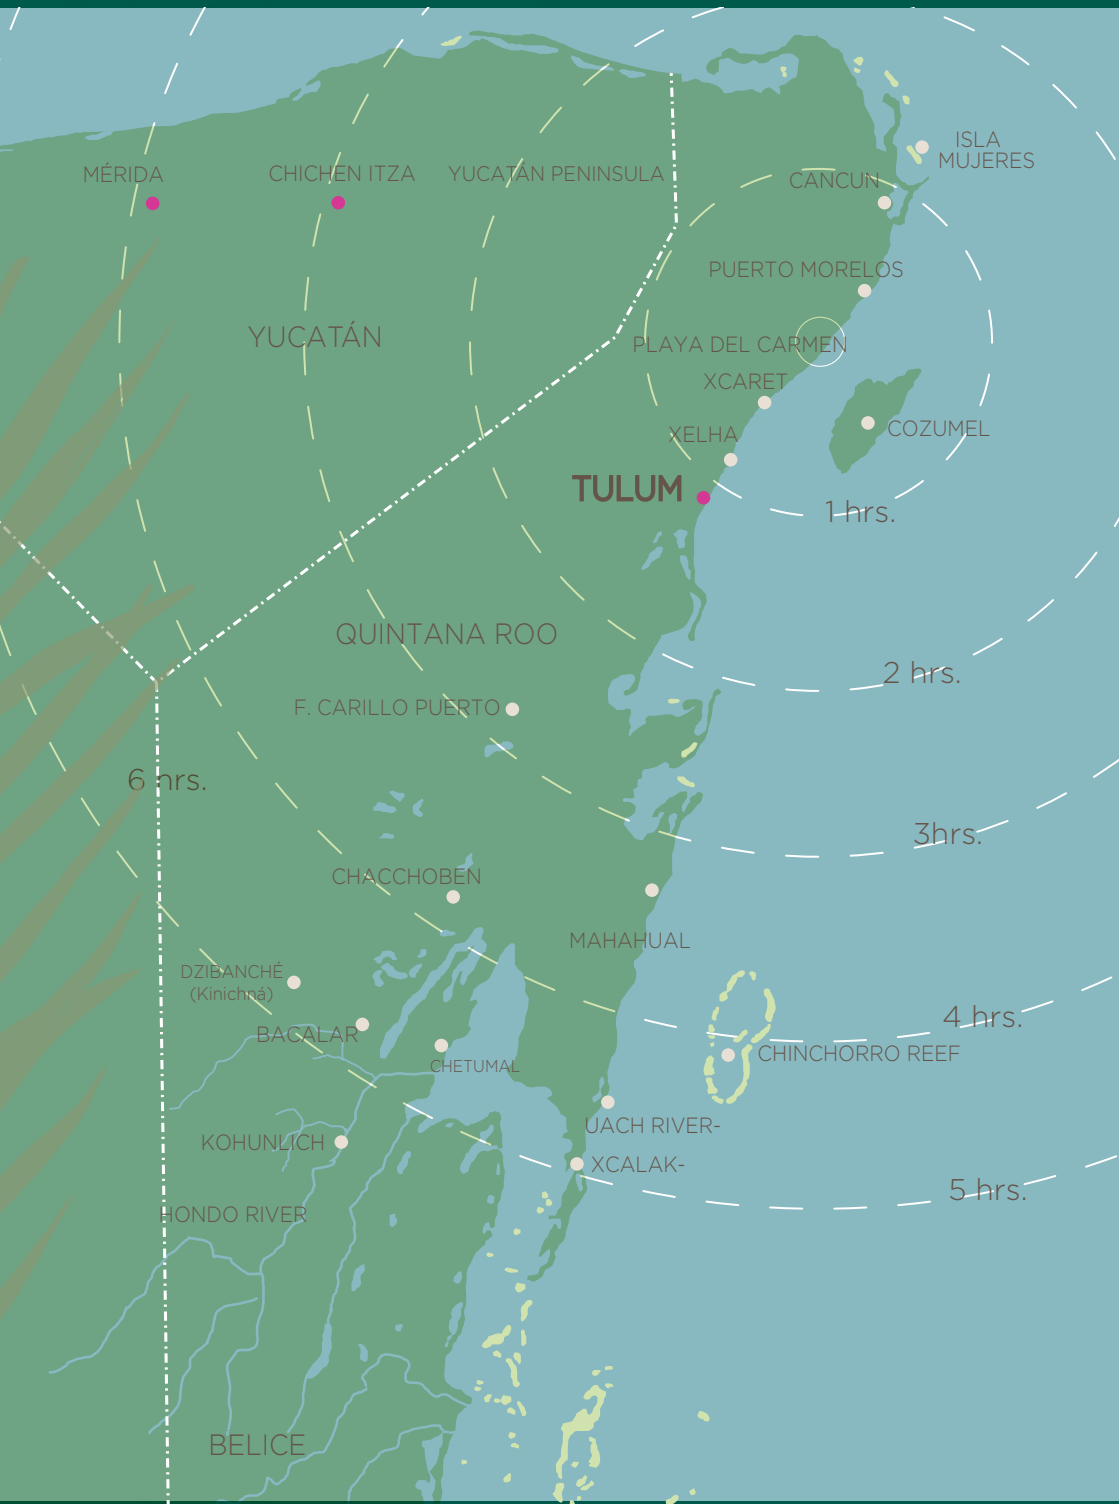 ISLA
MUJERES
MÉRIDA
CHICHEN ITZA
YUCATÁN PENINSULA
CANCUN
PUERTO MORELOS
YUCATÁN
PLAYA DEL CARMEN
XCARET
COZUMEL
XELHA
TULUM
1 hrs.
QUINTANA ROO
2 hrs.
F. CARILLO PUERTO
6 hrs.
3hrs.
CHACCHOBEN
MAHAHUAL
DZIBANCHÉ
(Kinichná)
4 hrs.
BACALAR
CHINCHORRO REEF
CHETUMAL
UACH RIVER-
KOHUNLICH
XCALAK-
5 hrs.
HONDO RIVER
BELICE